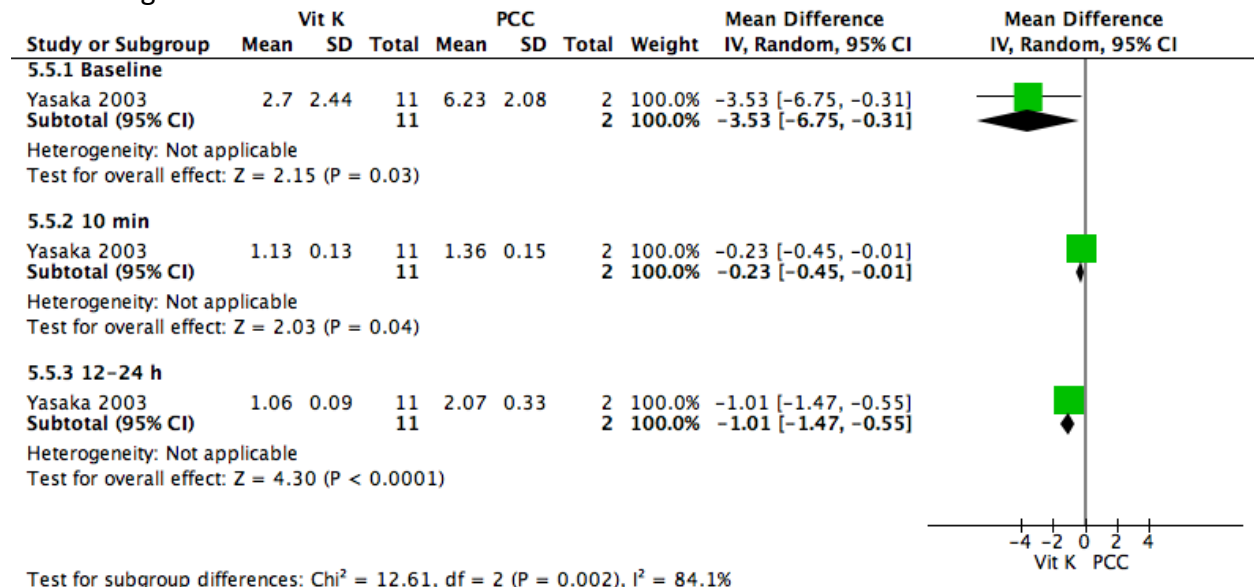 Vit K PCC Mean Difference Mean Difference
Study or Subgroup Mean SD Total Mean SD Total Weight IV, Random, 95% CI IV, Random, 95% CI
5.5.1 Baseline
Yasaka 2003 2.7 2.44 11 6.23 2.08 2 100.0% −3.53 [−6.75, −0.31]
Subtotal (95% CI) 11 2 100.0% −3.53 [−6.75, −0.31]
Heterogeneity: Not applicable
Test for overall effect: Z = 2.15 (P = 0.03)
5.5.2 10 min
Yasaka 2003 1.13 0.13 11 1.36 0.15 2 100.0% −0.23 [−0.45, −0.01]
Subtotal (95% CI) 11 2 100.0% −0.23 [−0.45, −0.01]
Heterogeneity: Not applicable
Test for overall effect: Z = 2.03 (P = 0.04)
5.5.3 12−24 h
Yasaka 2003 1.06 0.09 11 2.07 0.33 2 100.0% −1.01 [−1.47, −0.55]
Subtotal (95% CI) 11 2 100.0% −1.01 [−1.47, −0.55]
Heterogeneity: Not applicable
Test for overall effect: Z = 4.30 (P < 0.0001)
−4 −2 0 2 4
Vit K PCC
Test for subgroup differences: Chi² = 12.61, df = 2 (P = 0.002), I² = 84.1%